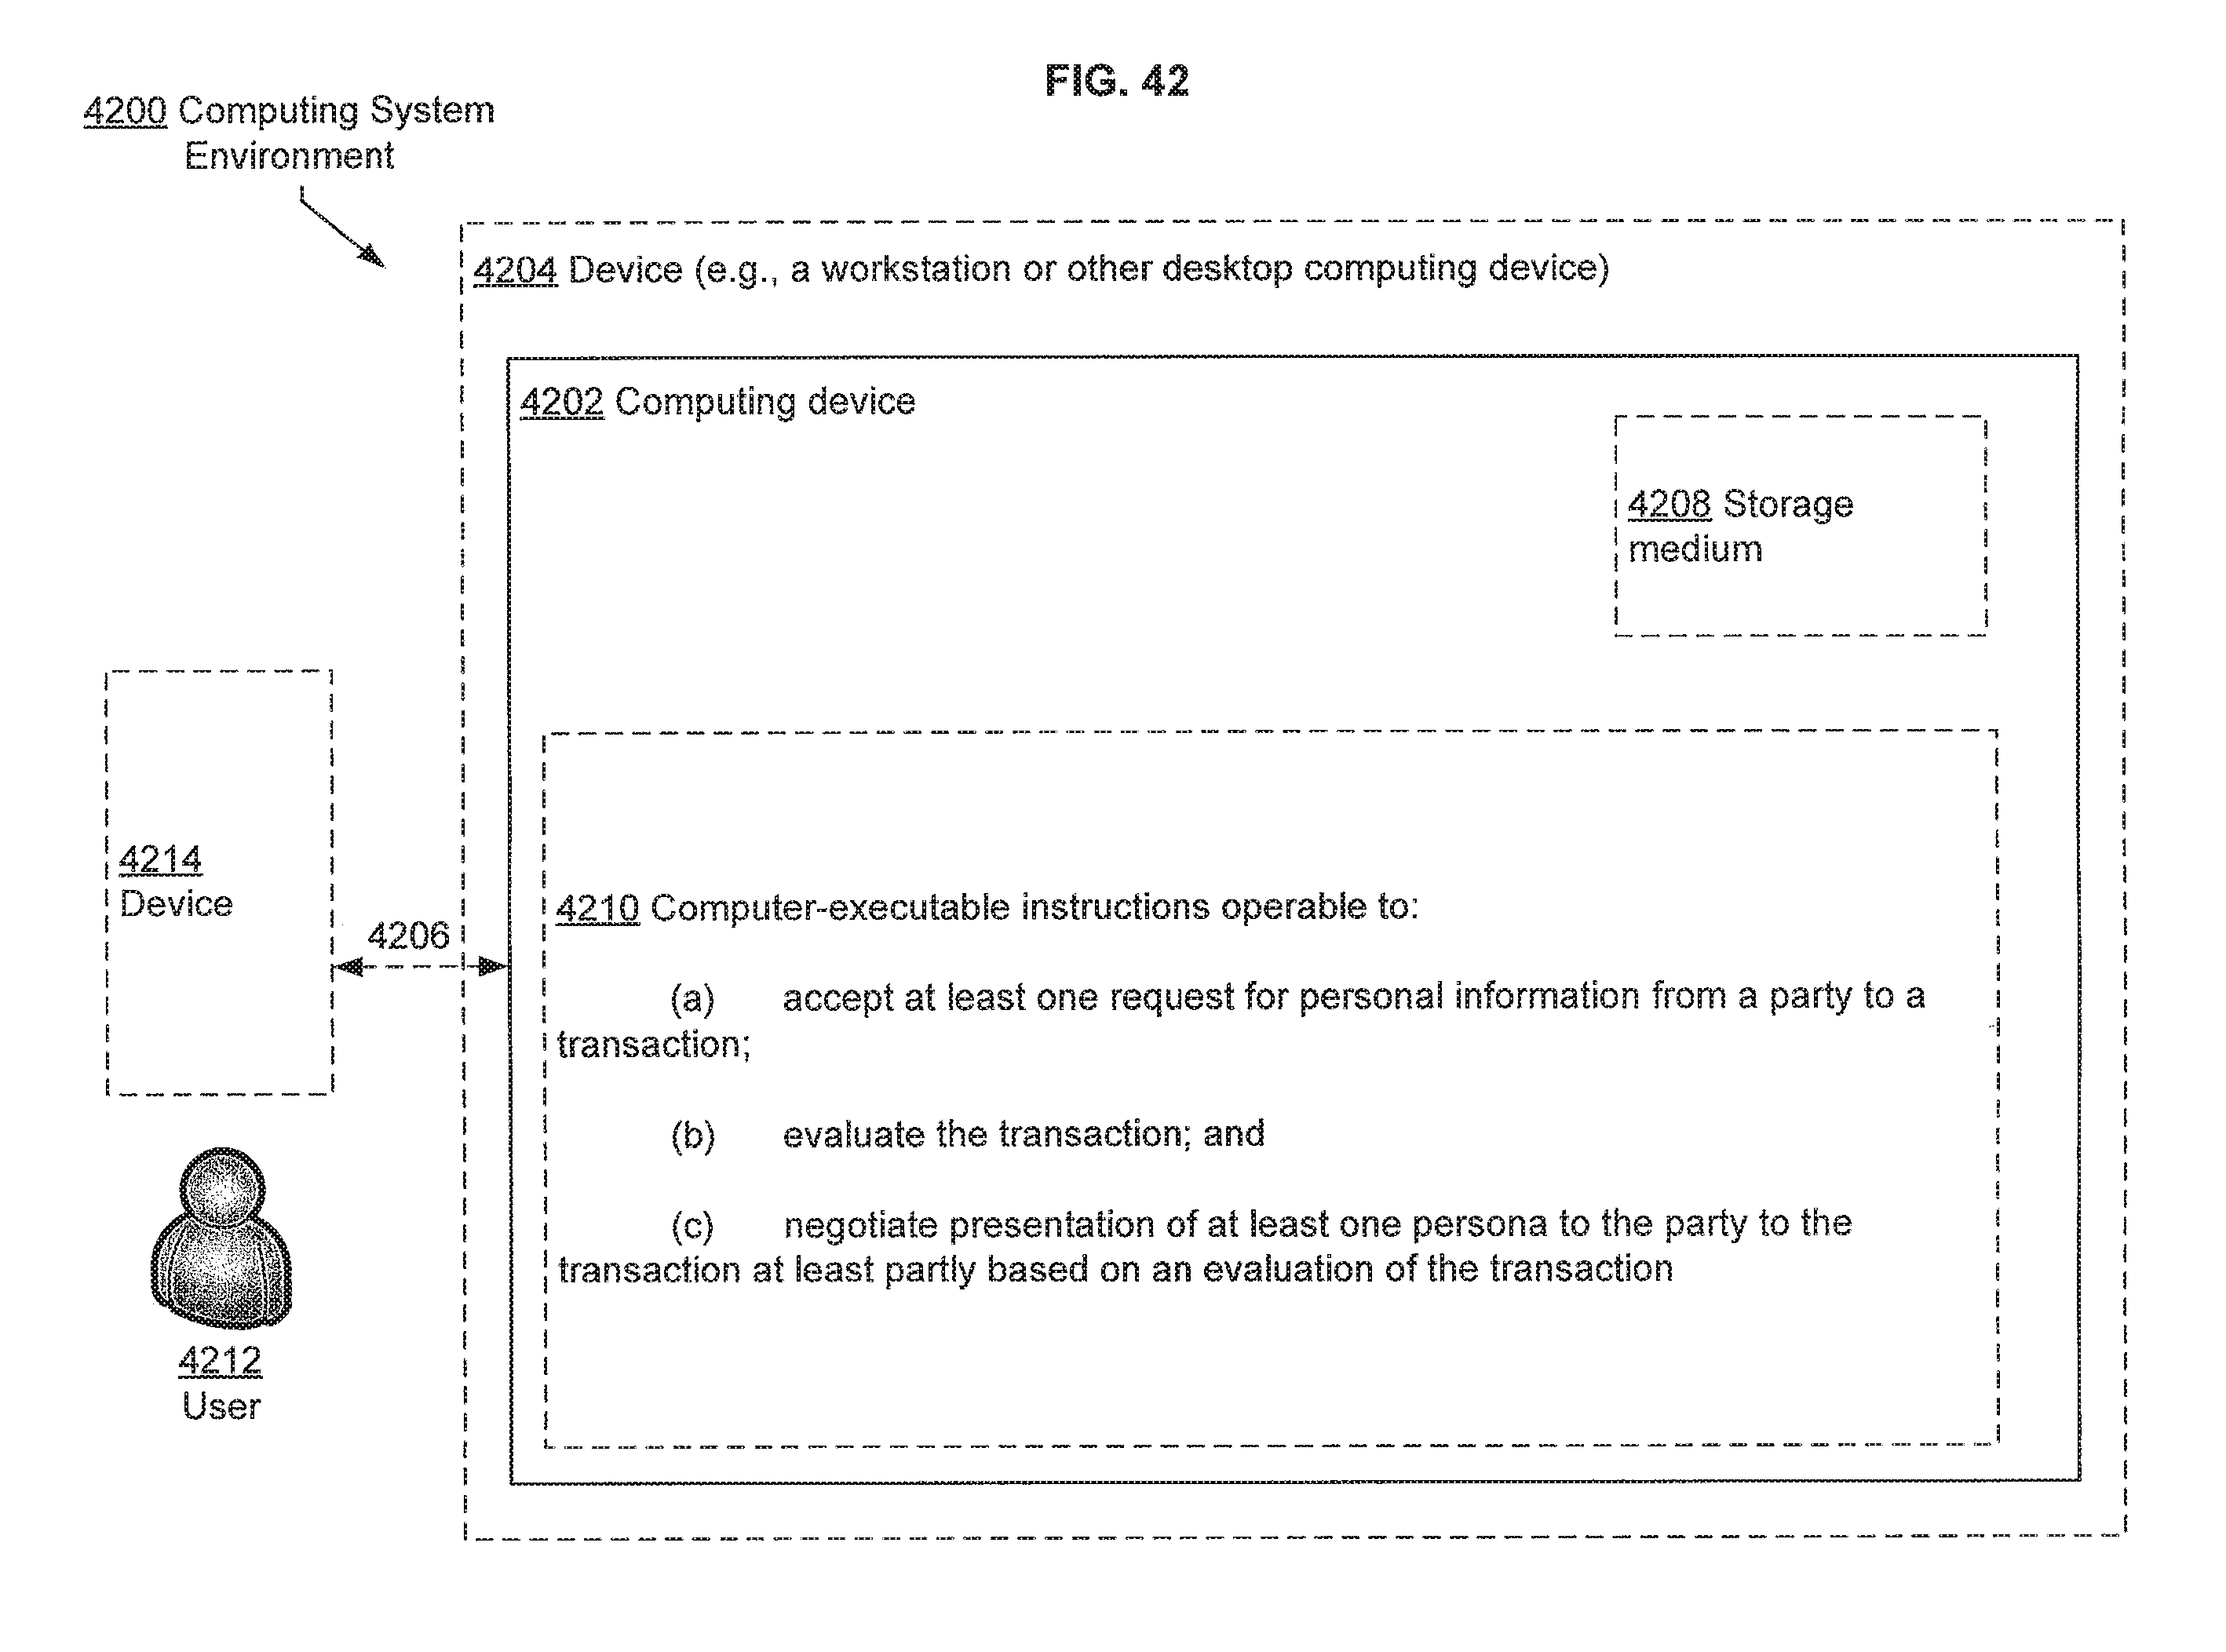 FIG. 42
4200 Computing System
Environment
4204 Device (e.g., a workstation or other desktop computing device)
4202 Computing device
4208 Storage
medium
4214
Device
4206
4210 Computer-executable instructions operable to:
(a) accept at least one request for personal information from a party to a
transaction;
(b) evaluate the transaction; and
(c) negotiate presentation of at least one persona to the party to the
transaction at least partly based on an evaluation of the transaction
4212
User